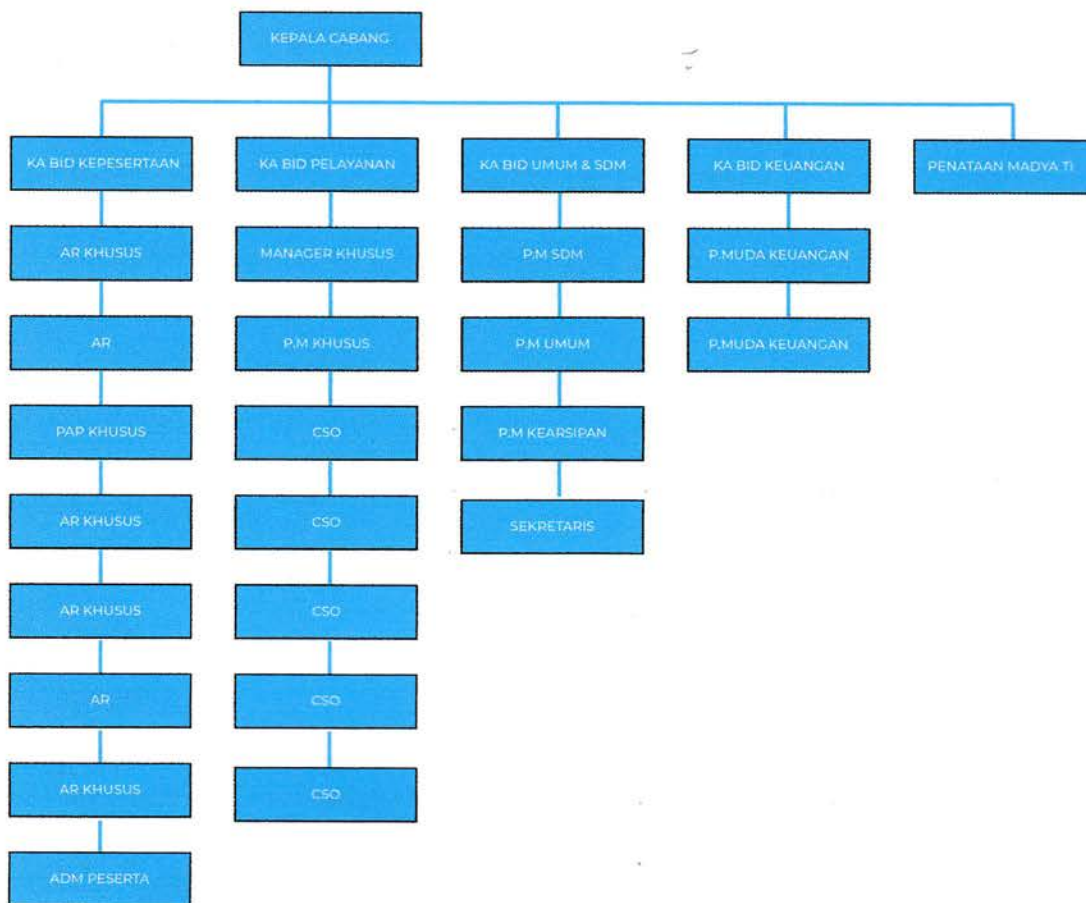 KEPALA CABANG
KA BID KEPESERTAAN
KA BID PELAYANAN
KA BID UMUM & SDM
KA BID KEUANGAN
PENATAAN MADYA TI
AR KHUSUS
MANAGER KHUSUS
P.M SDM
P.MUDA KEUANGAN
AR
P.M KHUSUS
P.M UMUM
P.MUDA KEUANGAN
PAP KHUSUS
CSO
P.M KEARSIPAN
AR KHUSUS
CSO
SEKRETARIS
AR KHUSUS
CSO
AR
CSO
AR KHUSUS
CSO
ADM PESERTA